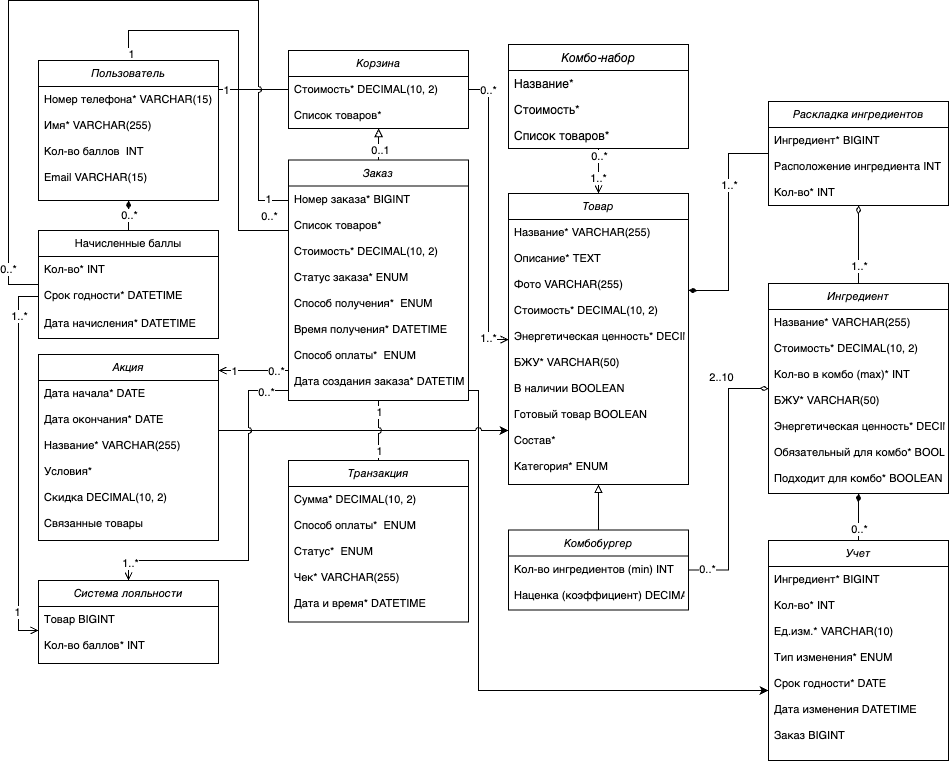 Пользователь
Номер телефона* VARCHAR(15)
Имя* VARCHAR(255)
Кол-во баллов INT
Email VARCHAR(15)
Начисленные баллы
Кол-во* INT
Срок годности* DATETIME
Дата начисления* DATETIME
Акция
Дата начала* DATE
Дата окончания* DATE
Название* VARCHAR(255)
Условия*
Скидка DECIMAL(10, 2)
Связанные товары
Система лояльности
Товар BIGINT
Кол-во баллов* INT
Корзина
Стоимость* DECIMAL(10, 2)
Список товаров*
Заказ
Номер заказа* BIGINT
Список товаров*
Стоимость* DECIMAL(10, 2)
Статус заказа* ENUM
Способ получения* ENUM
Время получения* DATETIME
Способ оплаты* ENUM
Дата создания заказа* DATETIM
Транзакция
Сумма* DECIMAL(10, 2)
Способ оплаты* ENUM
Статус* ENUM
Чек* VARCHAR(255)
Дата и время* DATETIME
Комбо-набор
Название*
Стоимость*
Список товаров*
Товар
Название* VARCHAR(255)
Описание* TEXT
Фото VARCHAR(255)
Стоимость* DECIMAL(10, 2)
Энергетическая ценность* DECI
БЖУ* VARCHAR(50)
В наличии BOOLEAN
Готовый товар BOOLEAN
Состав*
Категория* ENUM
Комбобургер
Кол-во ингредиентов (min) INT
Наценка (коэффициент) DECIMA
Раскладка ингредиентов
Ингредиент* BIGINT
Расположение ингредиента INT
Кол-во* INT
Ингредиент
Название* VARCHAR(255)
Стоимость* DECIMAL(10, 2)
Кол-во в комбо (max)* INT
БЖУ* VARCHAR(50)
Энергетическая ценность* DECI
Обязательный для комбо* BOOL
Подходит для комбо* BOOLEAN
Учет
Ингредиент* BIGINT
Кол-во* INT
Ед.изм.* VARCHAR(10)
Тип изменения* ENUM
Срок годности* DATE
Дата изменения DATETIME
Заказ BIGINT
1
1
0..*
0..*
1..*
1
1
0..*
0..1
1
0..*
0..*
1..*
1
1
0..*
1..*
0..*
1..*
1..*
1..*
2..10
0..*
0..*